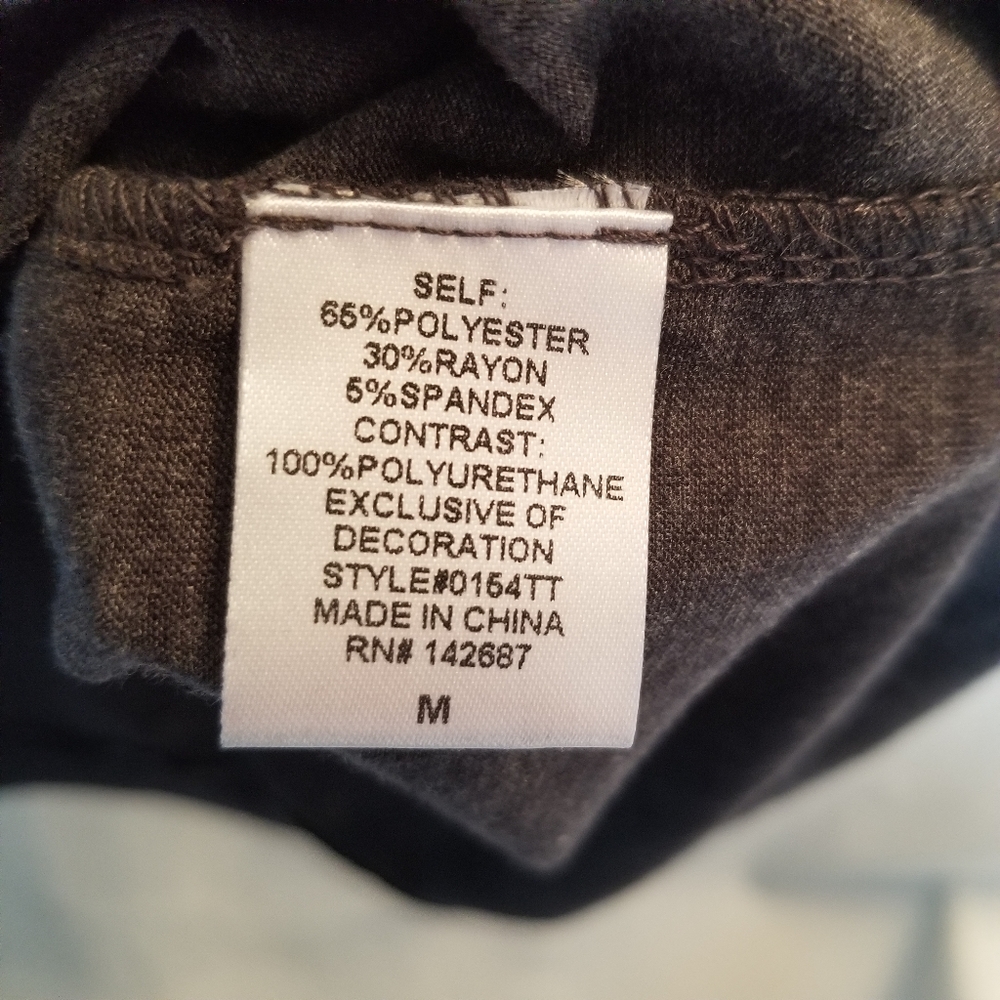 SELF:
65%POLYESTER
30%RAYON
5%SPANDEX
CONTRAST:
100%POLYURETHANE
EXCLUSIVE OF
DECORATION
STYLE#0154TT
MADE IN CHINA
RN# 142687
M